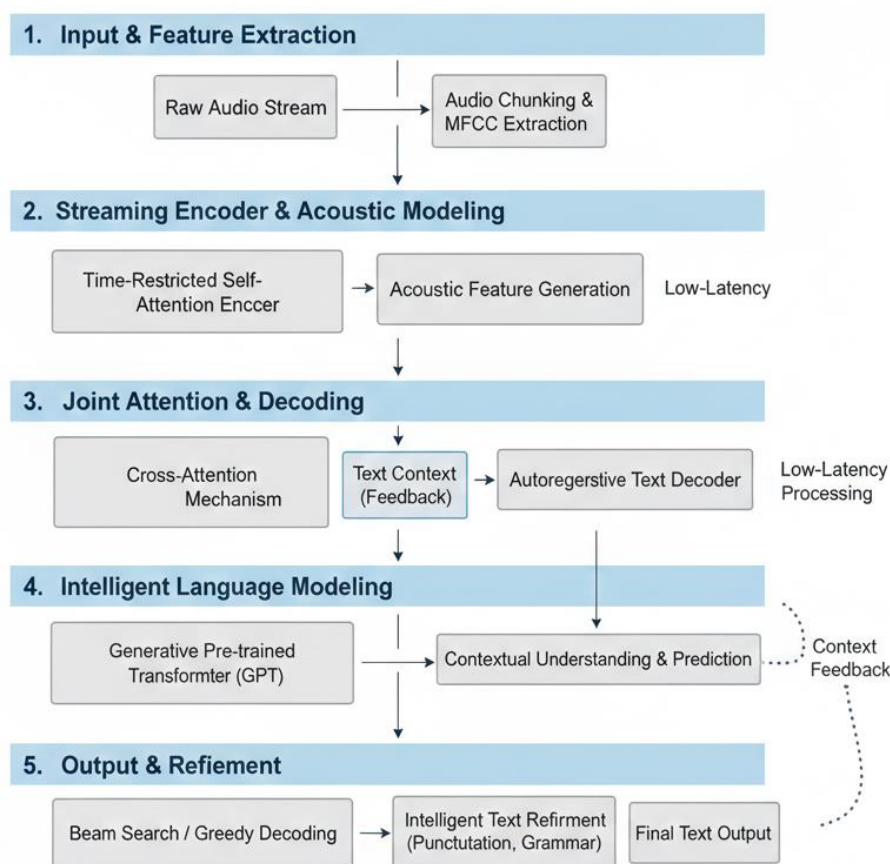 1. Input & Feature Extraction
Raw Audio Stream
Audio Chunking &
MFCC Extraction
2. Streaming Encoder & Acoustic Modeling
Time-Restricted Self-
Attention Enccer
Acoustic Feature Generation
Low-Latency
3. Joint Attention & Decoding
Cross-Attention
Mechanism
Text Context
(Feedback)
Autoregerstive Text Decoder
Low-Latency
Processing
4. Intelligent Language Modeling
Generative Pre-trained
Transformter (GPT)
Contextual Understanding & Prediction
Context
Feedback
5. Output & Refiement
Beam Search / Greedy Decoding
Intelligent Text Refirment
(Punctutation, Grammar)
Final Text Output